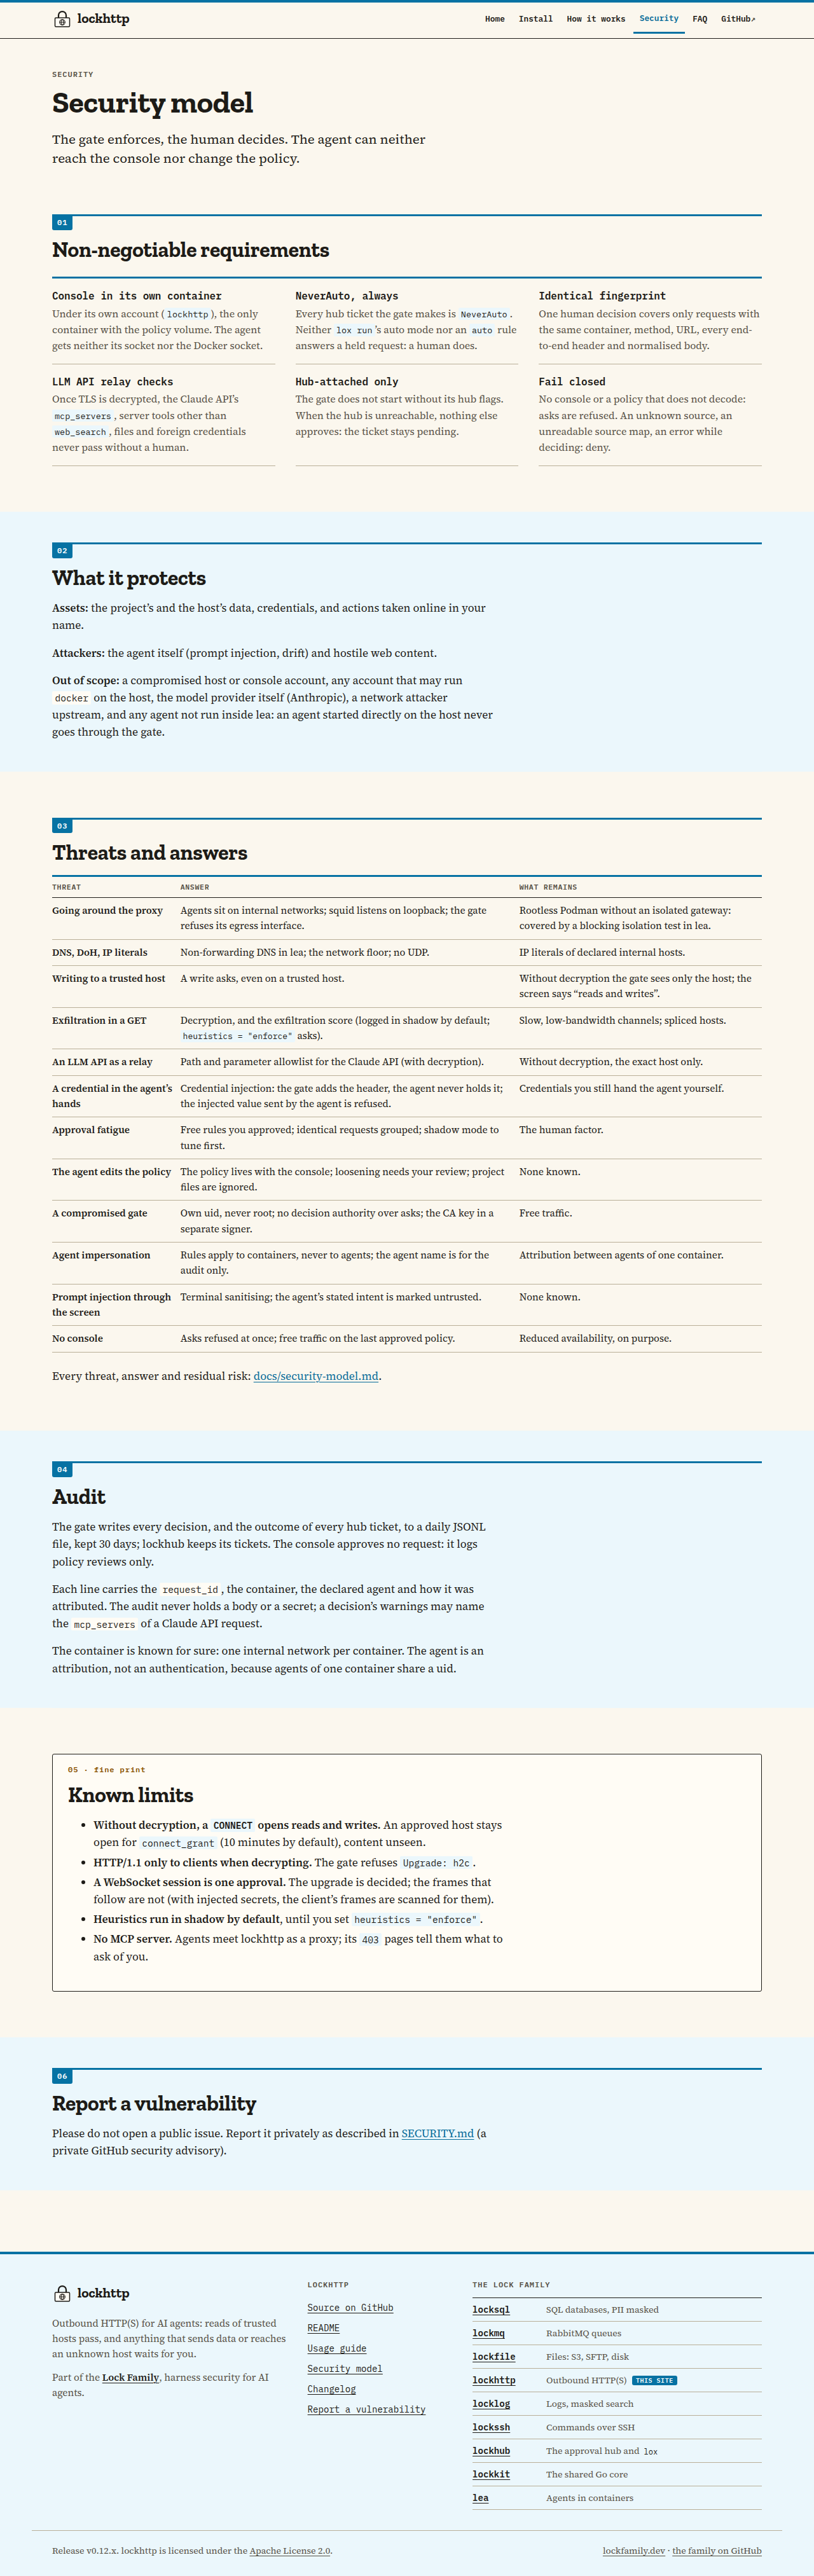 lockhttp
Home Install How it works Security FAQ GitHub↗
SECURITY
Security model
The gate enforces, the human decides. The agent can neither
reach the console nor change the policy.
01
Non-negotiable requirements
Console in its own container
Under its own account ( lockhttp ), the only
container with the policy volume. The agent
gets neither its socket nor the Docker socket.
NeverAuto, always
Every hub ticket the gate makes is NeverAuto .
Neither lox run 's auto mode nor an auto rule
answers a held request: a human does.
Identical fingerprint
One human decision covers only requests with
the same container, method, URL, every end-
to-end header and normalised body.
LLM API relay checks
Once TLS is decrypted, the Claude API's
mcp_servers , server tools other than
web_search , files and foreign credentials
never pass without a human.
Hub-attached only
The gate does not start without its hub flags.
When the hub is unreachable, nothing else
approves: the ticket stays pending.
Fail closed
No console or a policy that does not decode:
asks are refused. An unknown source, an
unreadable source map, an error while
deciding: deny.
02
What it protects
Assets: the project's and the host's data, credentials, and actions taken online in your
name.
Attackers: the agent itself (prompt injection, drift) and hostile web content.
Out of scope: a compromised host or console account, any account that may run
docker on the host, the model provider itself (Anthropic), a network attacker
upstream, and any agent not run inside lea: an agent started directly on the host never
goes through the gate.
03
Threats and answers
THREAT ANSWER WHAT REMAINS
Going around the proxy Agents sit on internal networks; squid listens on loopback; the gate
refuses its egress interface.
Rootless Podman without an isolated gateway:
covered by a blocking isolation test in lea.
DNS, DoH, IP literals Non-forwarding DNS in lea; the network floor; no UDP. IP literals of declared internal hosts.
Writing to a trusted host A write asks, even on a trusted host. Without decryption the gate sees only the host; the
screen says “reads and writes”.
Exfiltration in a GET Decryption, and the exfiltration score (logged in shadow by default;
heuristics = "enforce" asks).
Slow, low-bandwidth channels; spliced hosts.
An LLM API as a relay Path and parameter allowlist for the Claude API (with decryption). Without decryption, the exact host only.
A credential in the agent's
hands
Credential injection: the gate adds the header, the agent never holds it;
the injected value sent by the agent is refused.
Credentials you still hand the agent yourself.
Approval fatigue Free rules you approved; identical requests grouped; shadow mode to
tune first.
The human factor.
The agent edits the policy The policy lives with the console; loosening needs your review; project
files are ignored.
None known.
A compromised gate Own uid, never root; no decision authority over asks; the CA key in a
separate signer.
Free traffic.
Agent impersonation Rules apply to containers, never to agents; the agent name is for the
audit only.
Attribution between agents of one container.
Prompt injection through
the screen
Terminal sanitising; the agent's stated intent is marked untrusted. None known.
No console Asks refused at once; free traffic on the last approved policy. Reduced availability, on purpose.
Every threat, answer and residual risk: docs/security-model.md.
04
Audit
The gate writes every decision, and the outcome of every hub ticket, to a daily JSONL
file, kept 30 days; lockhub keeps its tickets. The console approves no request: it logs
policy reviews only.
Each line carries the request_id , the container, the declared agent and how it was
attributed. The audit never holds a body or a secret; a decision's warnings may name
the mcp_servers of a Claude API request.
The container is known for sure: one internal network per container. The agent is an
attribution, not an authentication, because agents of one container share a uid.
05 · fine print
Known limits
• Without decryption, a CONNECT opens reads and writes. An approved host stays
open for connect_grant (10 minutes by default), content unseen.
• HTTP/1.1 only to clients when decrypting. The gate refuses Upgrade: h2c .
• A WebSocket session is one approval. The upgrade is decided; the frames that
follow are not (with injected secrets, the client's frames are scanned for them).
• Heuristics run in shadow by default, until you set heuristics = "enforce" .
• No MCP server. Agents meet lockhttp as a proxy; its 403 pages tell them what to
ask of you.
06
Report a vulnerability
Please do not open a public issue. Report it privately as described in SECURITY.md (a
private GitHub security advisory).
lockhttp
Outbound HTTP(S) for AI agents: reads of trusted
hosts pass, and anything that sends data or reaches
an unknown host waits for you.
Part of the Lock Family, harness security for AI
agents.
LOCKHTTP
Source on GitHub
README
Usage guide
Security model
Changelog
Report a vulnerability
THE LOCK FAMILY
locksql SQL databases, PII masked
lockmq RabbitMQ queues
lockfile Files: S3, SFTP, disk
lockhttp Outbound HTTP(S) THIS SITE
locklog Logs, masked search
lockssh Commands over SSH
lockhub The approval hub and lox
lockkit The shared Go core
lea Agents in containers
Release v0.12.x. lockhttp is licensed under the Apache License 2.0.
lockfamily.dev · the family on GitHub